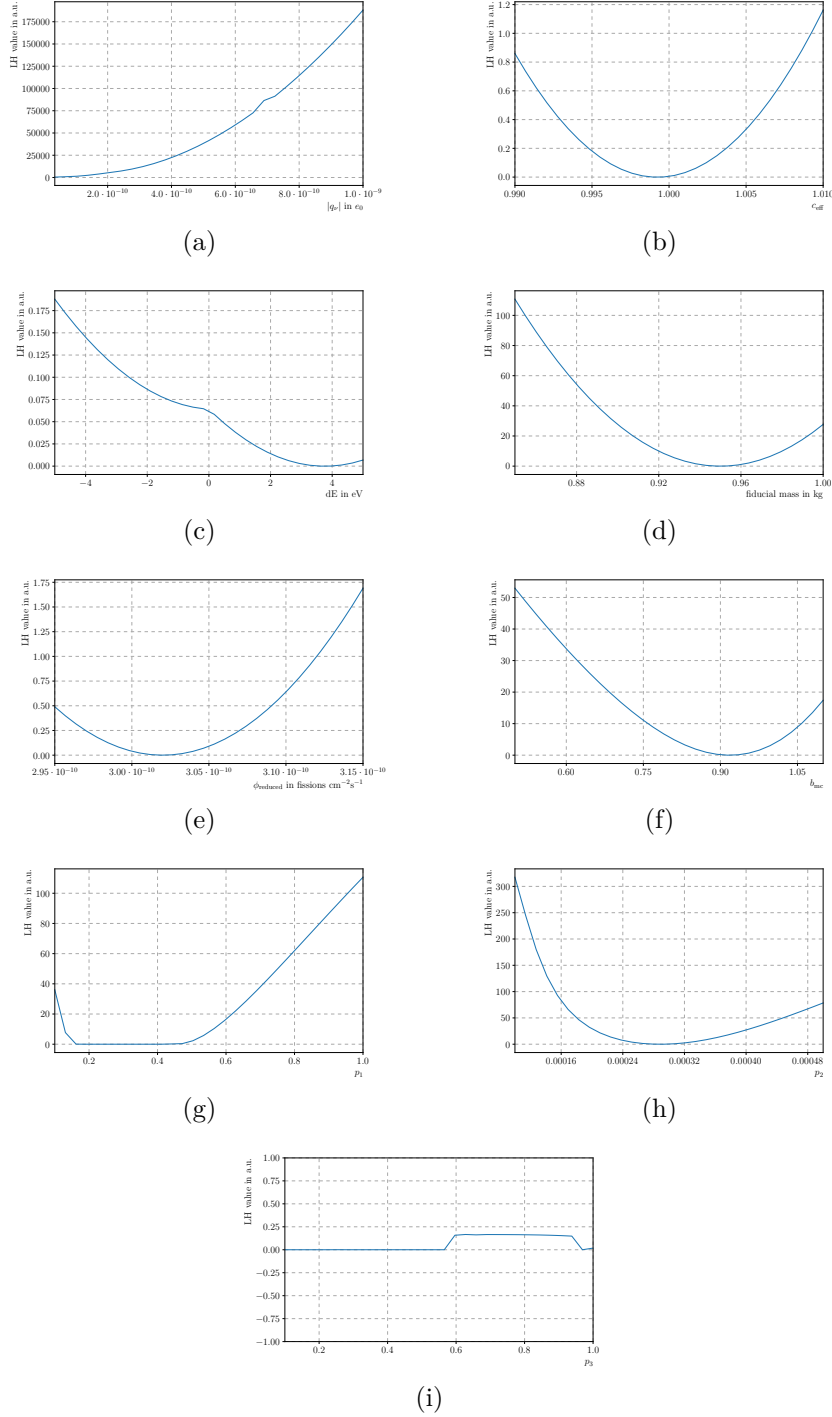 LH value in a.u.
175000
150000
125000
100000
75000
50000
25000
0
2.0 · 10⁻¹⁰ 4.0 · 10⁻¹⁰ 6.0 · 10⁻¹⁰ 8.0 · 10⁻¹⁰ 1.0 · 10⁻⁹
|qᵥ| in e₀
(a)
LH value in a.u.
1.2
1.0
0.8
0.6
0.4
0.2
0.0
0.990 0.995 1.000 1.005 1.010
c_eff
(b)
LH value in a.u.
0.175
0.150
0.125
0.100
0.075
0.050
0.025
0.000
−4 −2 0 2 4
dE in eV
(c)
LH value in a.u.
100
80
60
40
20
0
0.88 0.92 0.96 1.00
fiducial mass in kg
(d)
LH value in a.u.
1.75
1.50
1.25
1.00
0.75
0.50
0.25
0.00
2.95 · 10⁻¹⁰ 3.00 · 10⁻¹⁰ 3.05 · 10⁻¹⁰ 3.10 · 10⁻¹⁰ 3.15 · 10⁻¹⁰
ϕ_reduced in fissions cm⁻²s⁻¹
(e)
LH value in a.u.
50
40
30
20
10
0
0.60 0.75 0.90 1.05
b_mc
(f)
LH value in a.u.
100
80
60
40
20
0
0.2 0.4 0.6 0.8 1.0
p₁
(g)
LH value in a.u.
300
250
200
150
100
50
0
0.00016 0.00024 0.00032 0.00040 0.00048
p₂
(h)
LH value in a.u.
1.00
0.75
0.50
0.25
0.00
−0.25
−0.50
−0.75
−1.00
0.2 0.4 0.6 0.8 1.0
p₃
(i)